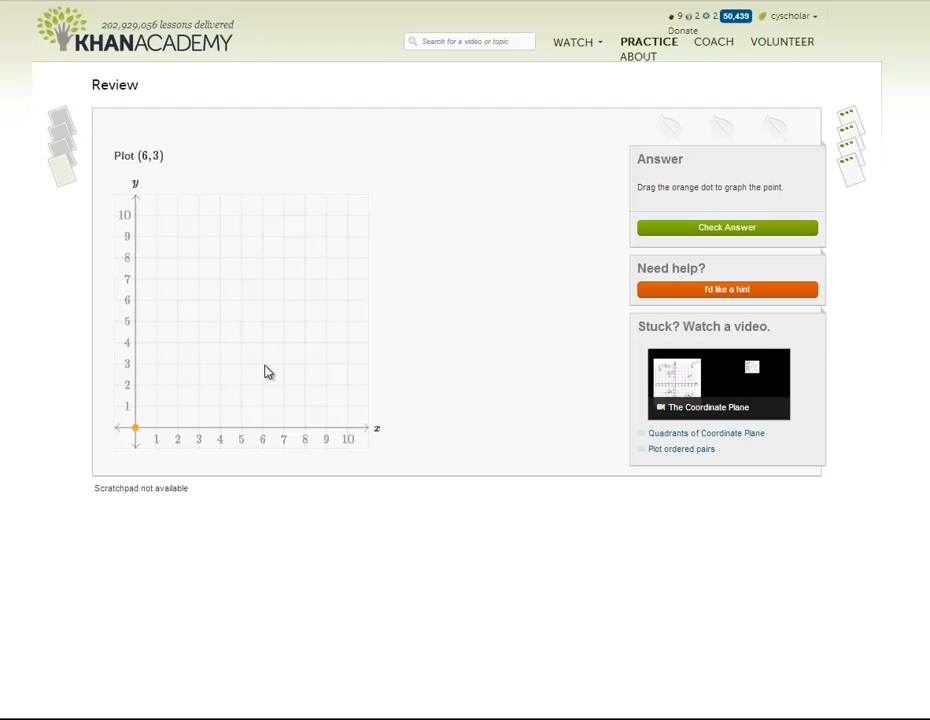 202,929,056 lessons delivered
KHANACADEMY
9 2 2 50,439 cyscholar
Donate
Search for a video or topic
WATCH PRACTICE COACH VOLUNTEER
ABOUT
Review
Plot (6,3)
y
10
9
8
7
6
5
4
3
2
1
1 2 3 4 5 6 7 8 9 10
x
Answer
Drag the orange dot to graph the point.
Check Answer
Need help?
I'd like a hint
Stuck? Watch a video.
The Coordinate Plane
Quadrants of Coordinate Plane
Plot ordered pairs
Scratchpad not available